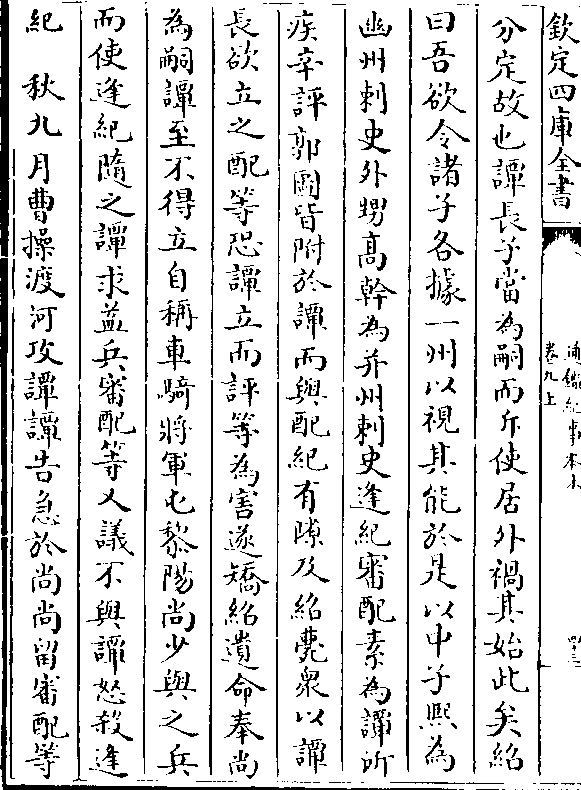 欽定四庫全書
通鑑紀事本末
卷九上
四十三
分定故也譚長子當為嗣而斥使居外禍其始此矣紹
曰吾欲令諸子各據一州以視其能於是以中子熙為
幽州刺史外甥高幹為并州刺史逢紀審配素為譚所
疾辛評郭圖皆附於譚而與配紀有隙及紹薨衆以譚
長欲立之配等恐譚立而評等為害遂矯紹遺命奉尚
為嗣譚至不得立自稱車騎將軍屯黎陽尚少與之兵
而使逢紀隨之譚求益兵審配等又議不與譚怒殺逢
紀　秋九月曹操渡河攻譚譚告急於尚尚留審配等